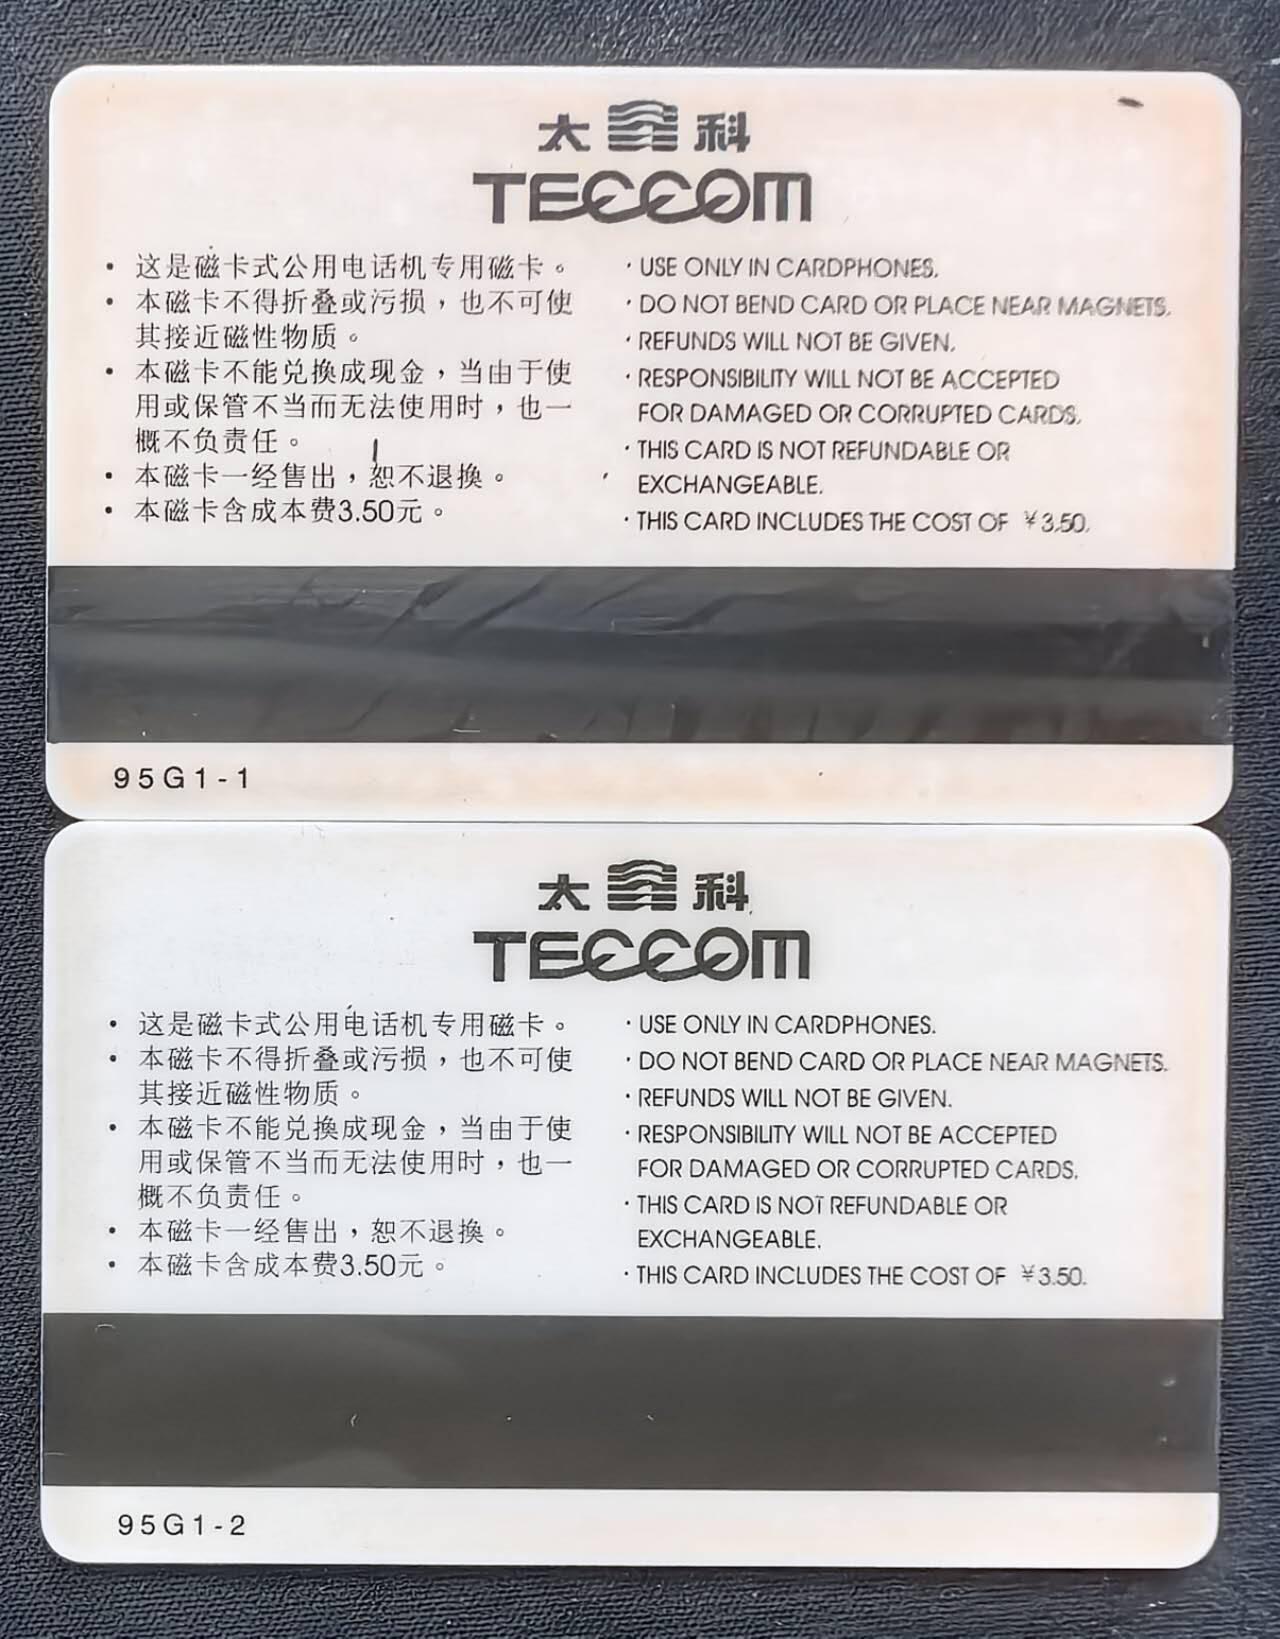 太鑫科
TECCOM
· 这是磁卡式公用电话机专用磁卡。
· 本磁卡不得折叠或污损，也不可使
其接近磁性物质。
· 本磁卡不能兑换成现金，当由于使
用或保管不当而无法使用时，也一
概不负责任。
· 本磁卡一经售出，恕不退换。
· 本磁卡含成本费3.50元。
· USE ONLY IN CARDPHONES.
· DO NOT BEND CARD OR PLACE NEAR MAGNETS.
· REFUNDS WILL NOT BE GIVEN.
· RESPONSIBILITY WILL NOT BE ACCEPTED
FOR DAMAGED OR CORRUPTED CARDS.
· THIS CARD IS NOT REFUNDABLE OR
EXCHANGEABLE.
· THIS CARD INCLUDES THE COST OF ¥3.50.
95G1-1
太鑫科
TECCOM
· 这是磁卡式公用电话机专用磁卡。
· 本磁卡不得折叠或污损，也不可使
其接近磁性物质。
· 本磁卡不能兑换成现金，当由于使
用或保管不当而无法使用时，也一
概不负责任。
· 本磁卡一经售出，恕不退換。
· 本磁卡含成本费3.50元。
· USE ONLY IN CARDPHONES.
· DO NOT BEND CARD OR PLACE NEAR MAGNETS.
· REFUNDS WILL NOT BE GIVEN.
· RESPONSIBILITY WILL NOT BE ACCEPTED
FOR DAMAGED OR CORRUPTED CARDS.
· THIS CARD IS NOT REFUNDABLE OR
EXCHANGEABLE.
· THIS CARD INCLUDES THE COST OF ¥3.50.
95G1-2